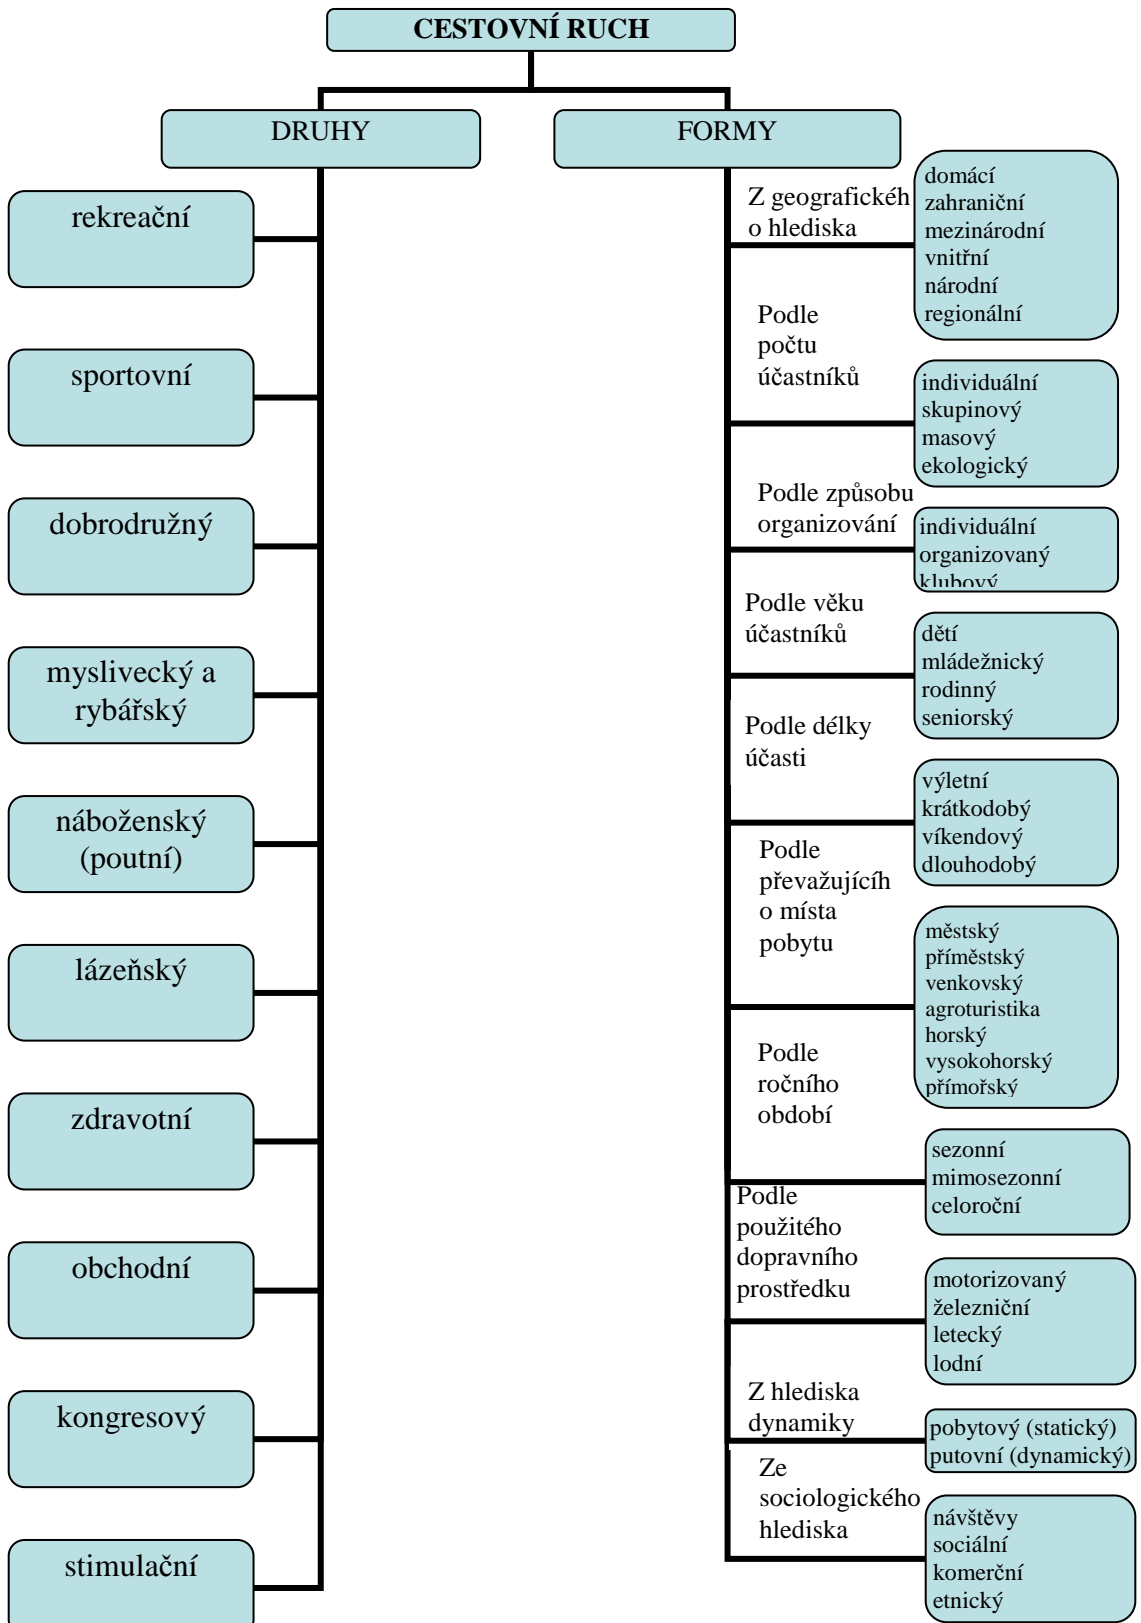 CESTOVNÍ RUCH
DRUHY
FORMY
rekreační
sportovní
dobrodružný
myslivecký a
rybářský
náboženský
(poutní)
lázeňský
zdravotní
obchodní
kongresový
stimulační
Z geografickéh
o hlediska
domácí
zahraniční
mezinárodní
vnitřní
národní
regionální
Podle
počtu
účastníků
individuální
skupinový
masový
ekologický
Podle způsobu
organizování
individuální
organizovaný
klubový
Podle věku
účastníků
dětí
mládežnický
rodinný
seniorský
Podle délky
účasti
výletní
krátkodobý
víkendový
dlouhodobý
Podle
převažujícíh
o místa
pobytu
městský
příměstský
venkovský
agroturistika
horský
vysokohorský
přímořský
Podle
ročního
období
sezonní
mimosezonní
celoroční
Podle
použitého
dopravního
prostředku
motorizovaný
železniční
letecký
lodní
Z hlediska
dynamiky
pobytový (statický)
putovní (dynamický)
Ze
sociologického
hlediska
návštěvy
sociální
komerční
etnický